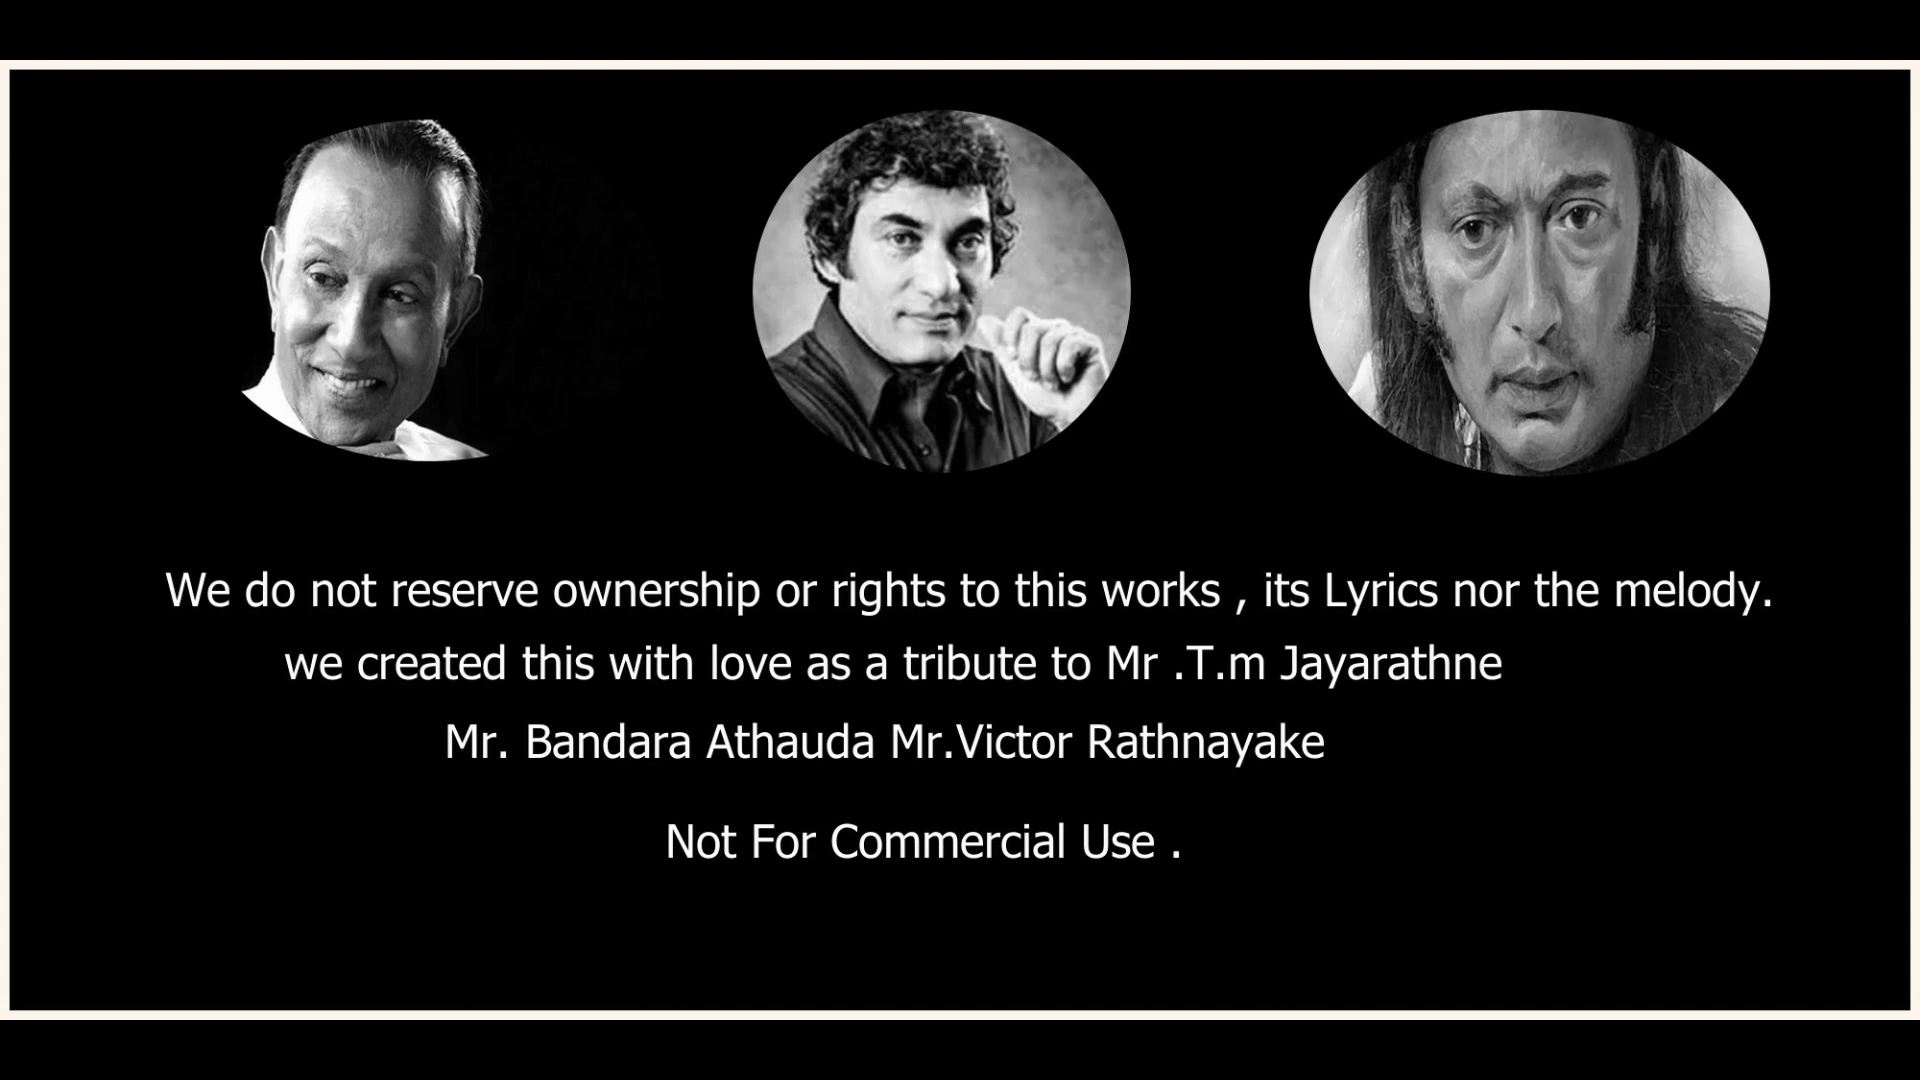 We do not reserve ownership or rights to this works , its Lyrics nor the melody.
we created this with love as a tribute to Mr .T.m Jayarathne
Mr. Bandara Athauda Mr.Victor Rathnayake
Not For Commercial Use .